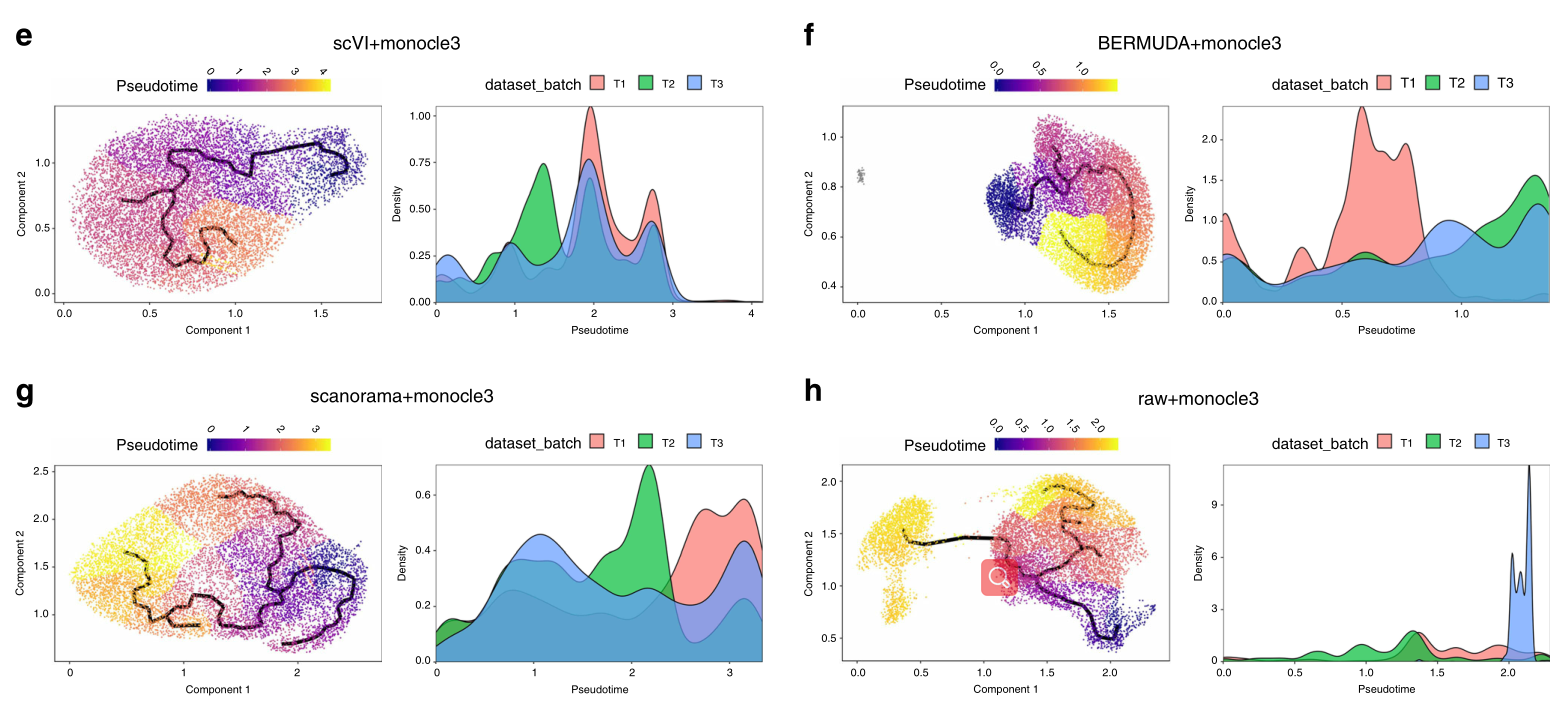 e
scVI+monocle3
Pseudotime 0 1 2 3 4
dataset_batch T1 T2 T3
Component 2
1.0
0.5
0.0
0.0 0.5 1.0 1.5
Component 1
Density
1.00
0.75
0.50
0.25
0.00
1 2 3 4
Pseudotime
f
BERMUDA+monocle3
Pseudotime 0.0 0.5 1.0
dataset_batch T1 T2 T3
Component 2
1.0
0.8
0.6
0.4
0.0 0.5 1.0 1.5
Component 1
Density
2.0
1.5
1.0
0.5
0.0
0.0 0.5 1.0
Pseudotime
g
scanorama+monocle3
Pseudotime 0 1 2 3
dataset_batch T1 T2 T3
Component 2
2.5
2.0
1.5
1.0
0 1 2
Component 1
Density
0.6
0.4
0.2
0.0
0 1 2 3
Pseudotime
h
raw+monocle3
Pseudotime 0.0 0.5 1.0 1.5 2.0
dataset_batch T1 T2 T3
Component 2
2.0
1.5
1.0
0.5
0.0 0.5 1.0 1.5 2.0
Component 1
Density
9
6
3
0
0.0 0.5 1.0 1.5 2.0
Pseudotime